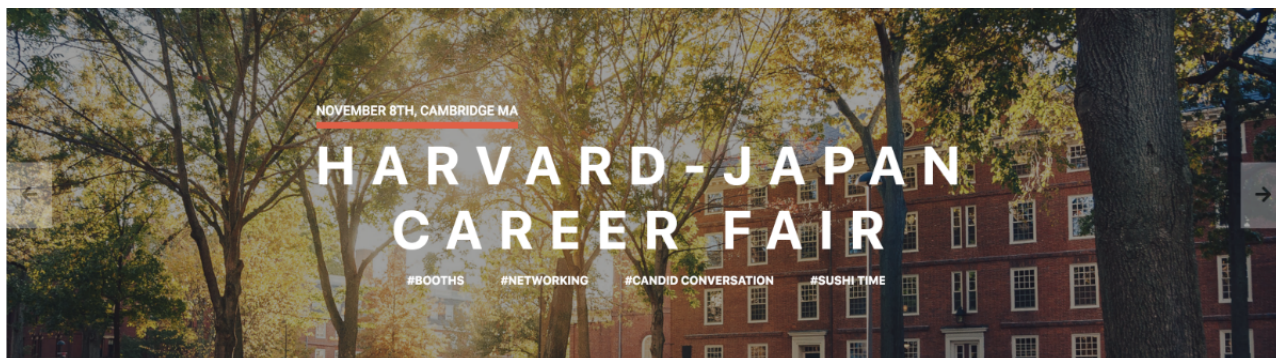 NOVEMBER 8TH, CAMBRIDGE MA
HARVARD-JAPAN
CAREER FAIR
#BOOTHS #NETWORKING #CANDID CONVERSATION #SUSHI TIME